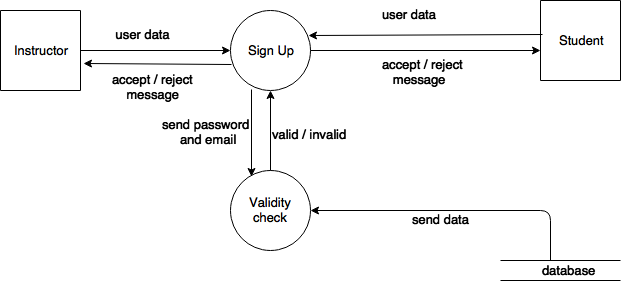 user data
user data
Instructor
Sign Up
Student
accept / reject
message
accept / reject
message
send password
and email
valid / invalid
Validity
check
send data
database